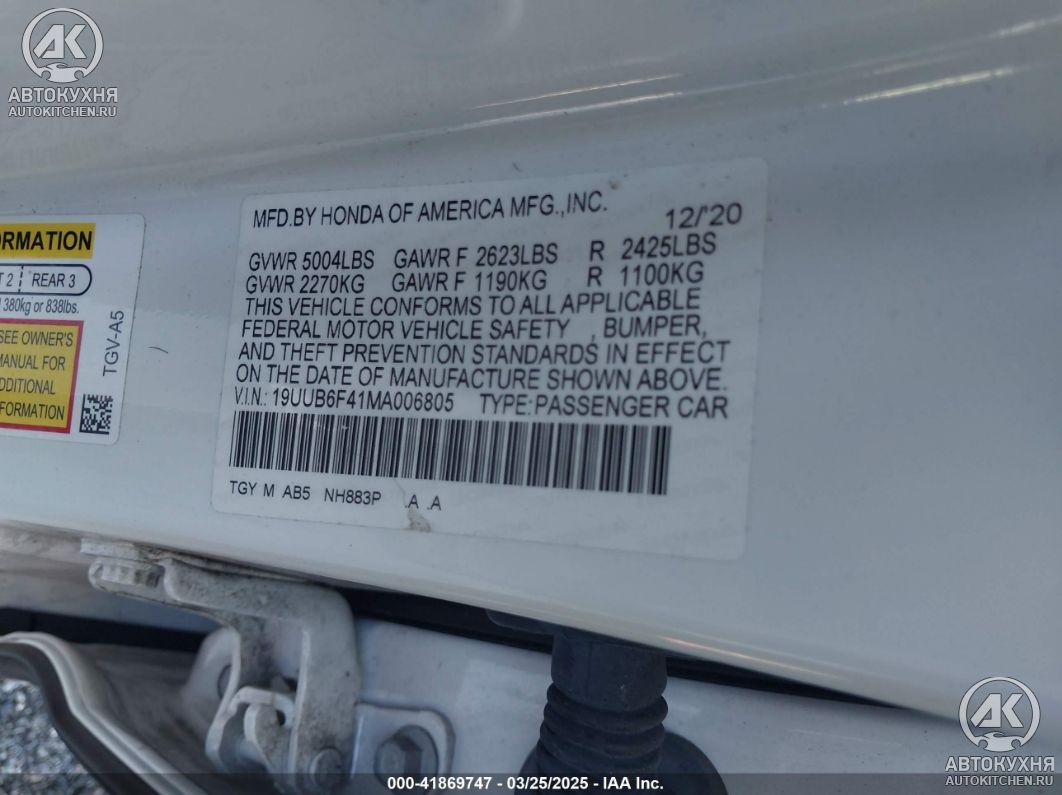 АК
АВТОКУХНЯ
AUTOKITCHEN.RU
ORMATION
T 2 REAR 3
380kg or 838lbs.
SEE OWNER'S
MANUAL FOR
ADDITIONAL
FORMATION
TGV-A5
MFD.BY HONDA OF AMERICA MFG.,INC. 12/'20
GVWR 5004LBS GAWR F 2623LBS R 2425LBS
GVWR 2270KG GAWR F 1190KG R 1100KG
THIS VEHICLE CONFORMS TO ALL APPLICABLE
FEDERAL MOTOR VEHICLE SAFETY , BUMPER,
AND THEFT PREVENTION STANDARDS IN EFFECT
ON THE DATE OF MANUFACTURE SHOWN ABOVE.
V.I.N.: 19UUB6F41MA006805 TYPE:PASSENGER CAR
TGY M AB5 NH883P .A .A
АК
АВТОКУХНЯ
AUTOKITCHEN.RU
000-41869747 - 03/25/2025 - IAA Inc.